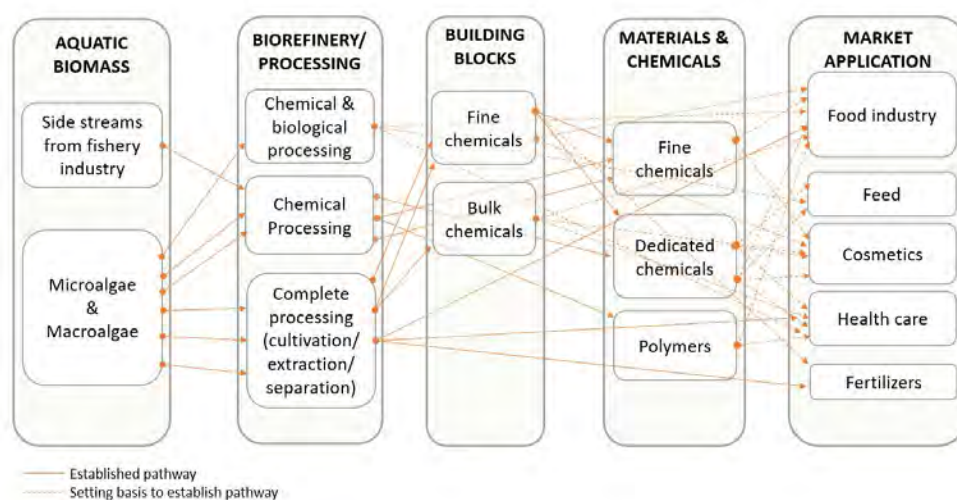 AQUATIC
BIOMASS
Side streams
from fishery
industry
Microalgae
&
Macroalgae
BIOREFINERY/
PROCESSING
Chemical &
biological
processing
Chemical
Processing
Complete
processing
(cultivation/
extraction/
separation)
BUILDING
BLOCKS
Fine
chemicals
Bulk
chemicals
MATERIALS &
CHEMICALS
Fine
chemicals
Dedicated
chemicals
Polymers
MARKET
APPLICATION
Food industry
Feed
Cosmetics
Health care
Fertilizers
Established pathway
Setting basis to establish pathway